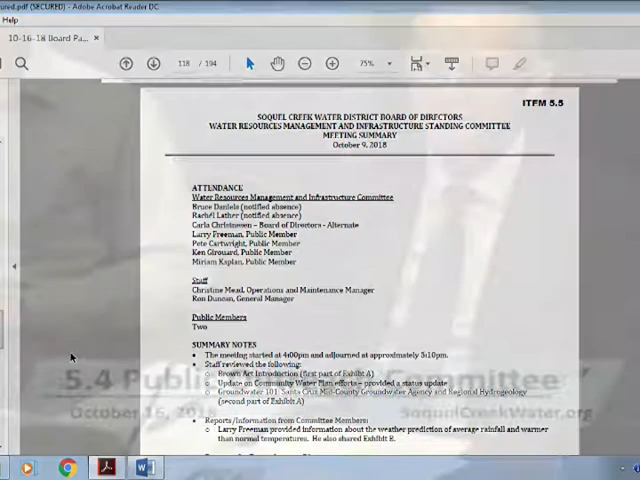 ured.pdf (SECURED) - Adobe Acrobat Reader DC
Help
10-16-18 Board Pa... ×
118 / 194
75%
ITEM 5.5
SOQUEL CREEK WATER DISTRICT BOARD OF DIRECTORS
WATER RESOURCES MANAGEMENT AND INFRASTRUCTURE STANDING COMMITTEE
MEETING SUMMARY
October 9, 2018
ATTENDANCE
Water Resources Management and Infrastructure Committee
Bruce Daniels (notified absence)
Rachél Lather (notified absence)
Carla Christensen – Board of Directors - Alternate
Larry Freeman, Public Member
Pete Cartwright, Public Member
Ken Girouard, Public Member
Miriam Kaplan, Public Member
Staff
Christine Mead, Operations and Maintenance Manager
Ron Duncan, General Manager
Public Members
Two
SUMMARY NOTES
• The meeting started at 4:00pm and adjourned at approximately 5:10pm.
• Staff reviewed the following:
o Brown Act Introduction (first part of Exhibit A)
o Update on Community Water Plan efforts – provided a status update
o Groundwater 101: Santa Cruz Mid-County Groundwater Agency and Regional Hydrogeology
(second part of Exhibit A)
5.4 Publ Committee
October 16, 2018 SoquelCreekWater.org
• Reports/Information from Committee Members:
o Larry Freeman provided information about the weather prediction of average rainfall and warmer
than normal temperatures. He also shared Exhibit B.